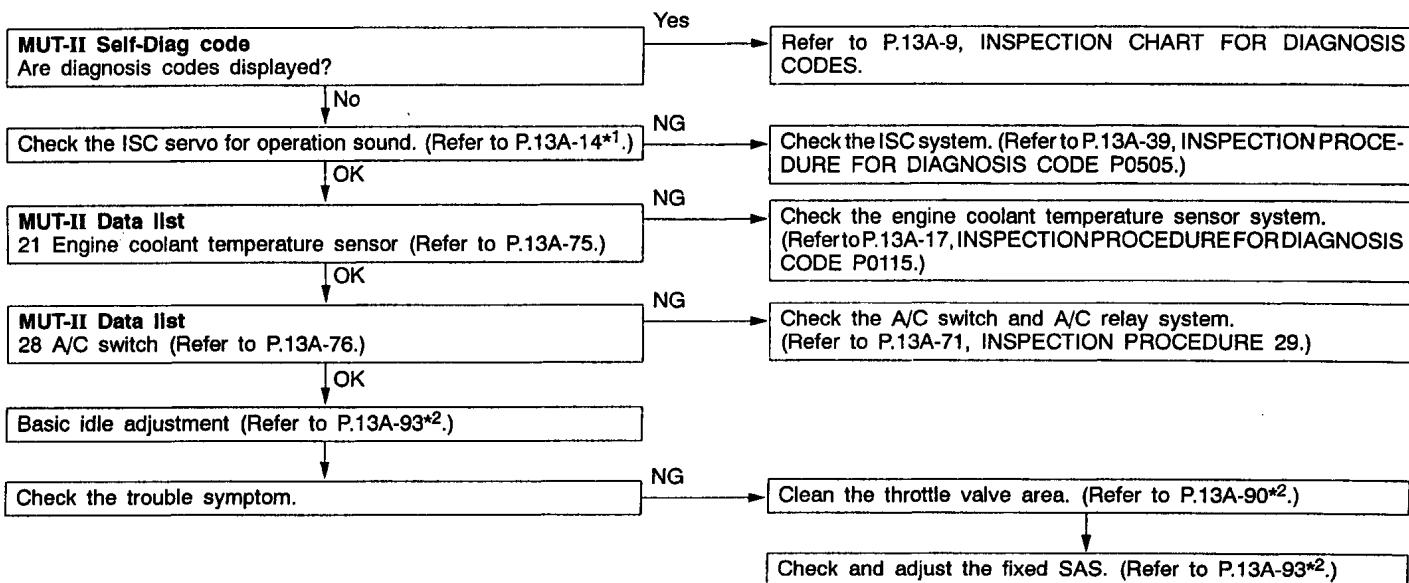 MUT-II Self-Diag code
Are diagnosis codes displayed?
Yes
Refer to P.13A-9, INSPECTION CHART FOR DIAGNOSIS
CODES.
No
Check the ISC servo for operation sound. (Refer to P.13A-14*1.)
NG
Check the ISC system. (Refer to P.13A-39, INSPECTION PROCE-
DURE FOR DIAGNOSIS CODE P0505.)
OK
MUT-II Data list
21 Engine coolant temperature sensor (Refer to P.13A-75.)
NG
Check the engine coolant temperature sensor system.
(Refer to P.13A-17, INSPECTION PROCEDURE FOR DIAGNOSIS
CODE P0115.)
OK
MUT-II Data list
28 A/C switch (Refer to P.13A-76.)
NG
Check the A/C switch and A/C relay system.
(Refer to P.13A-71, INSPECTION PROCEDURE 29.)
OK
Basic idle adjustment (Refer to P.13A-93*2.)
Check the trouble symptom.
NG
Clean the throttle valve area. (Refer to P.13A-90*2.)
Check and adjust the fixed SAS. (Refer to P.13A-93*2.)